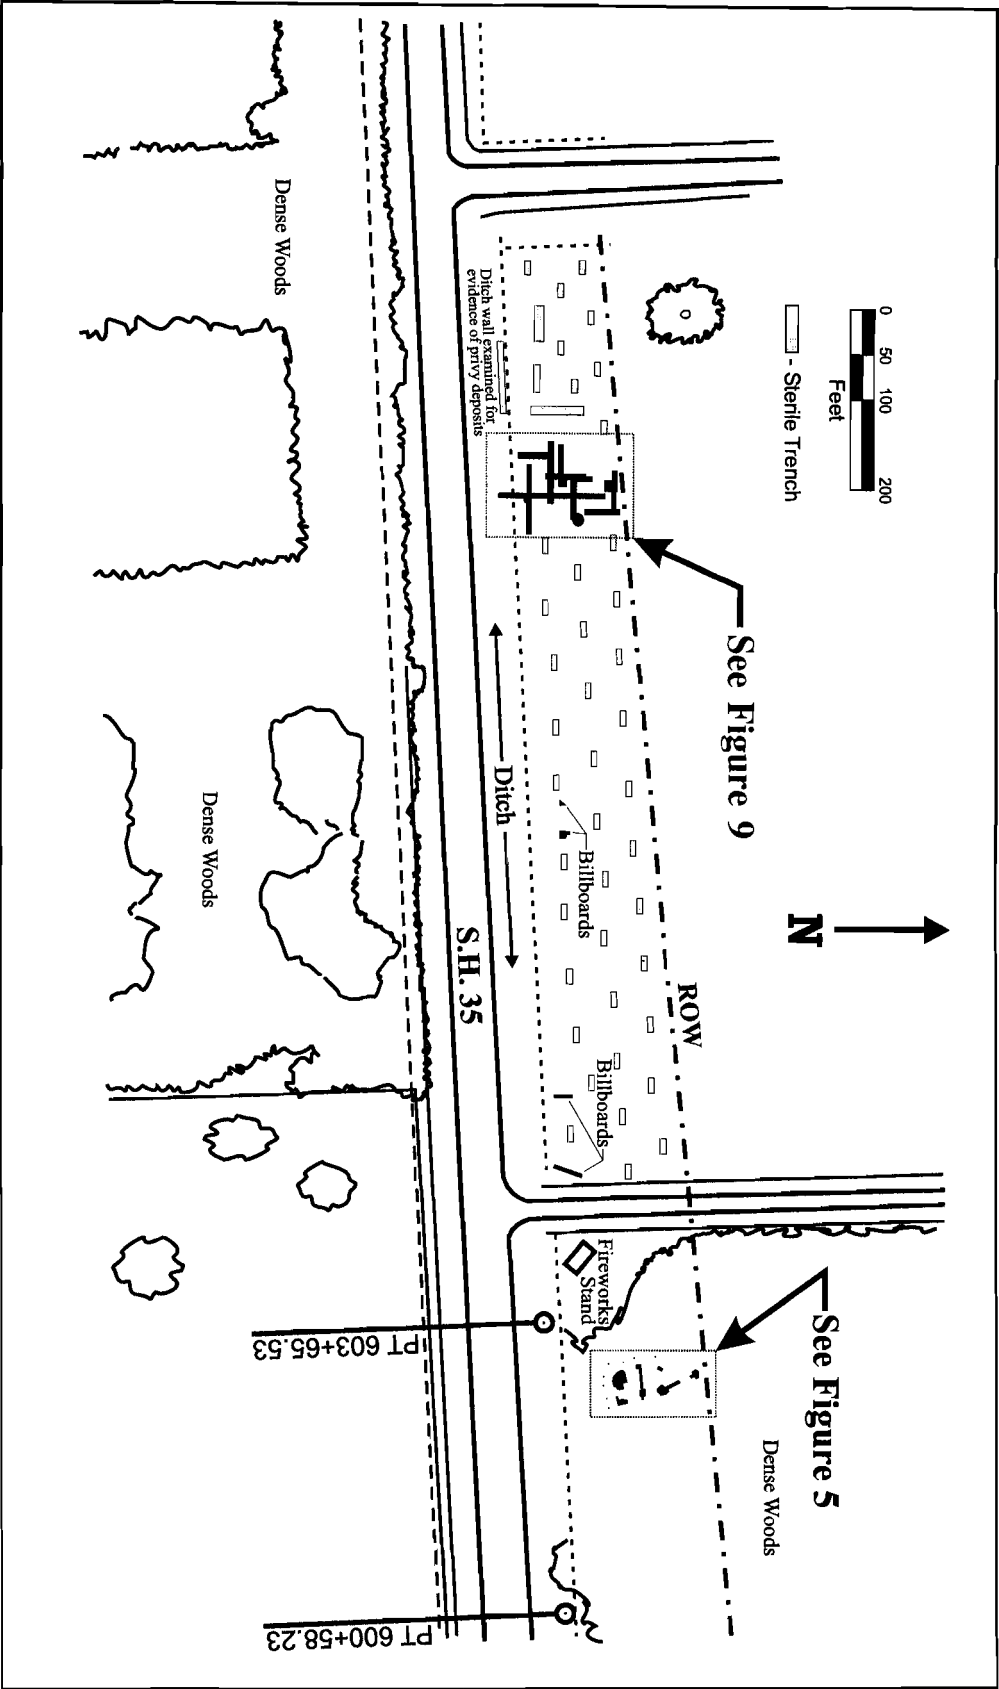 0 50 100 200
Feet
- Sterile Trench
Dense Woods
Ditch wall examined for
evidence of privy deposits
See Figure 9
Ditch
Billboards
Dense Woods
N
S.H. 35
ROW
Billboards
Fireworks
Stand
See Figure 5
Dense Woods
PT 603+65.53
PT 600+58.23